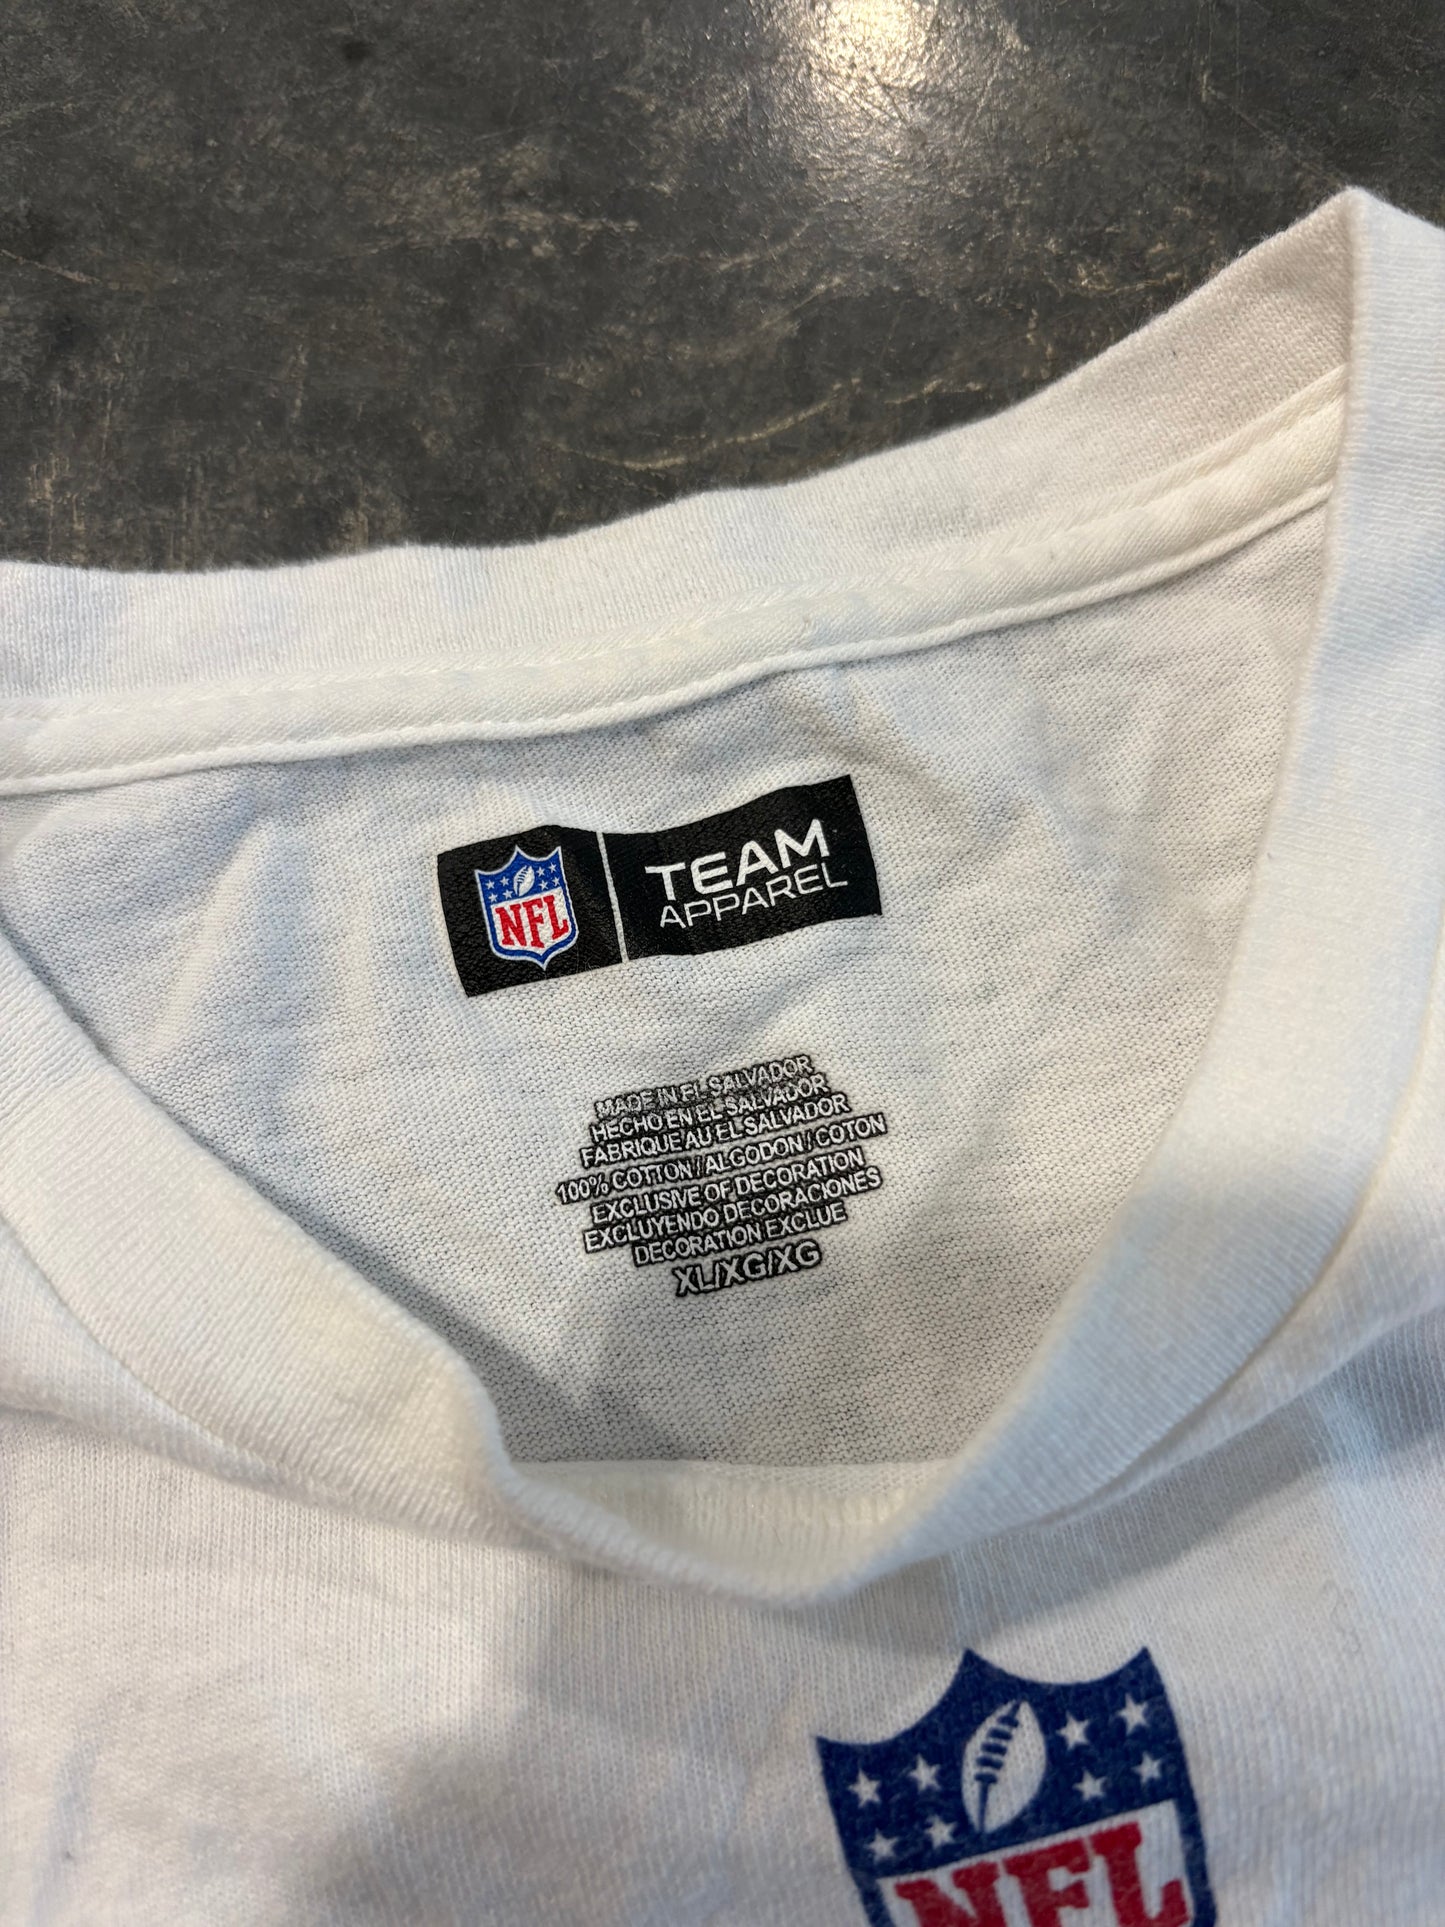 NFL
TEAM
APPAREL
MADE IN EL SALVADOR
HECHO EN EL SALVADOR
FABRIQUE AU EL SALVADOR
100% COTTON / ALGODON / COTON
EXCLUSIVE OF DECORATION
EXCLUYENDO DECORACIONES
DECORATION EXCLUE
XL/XG/XG
NFL